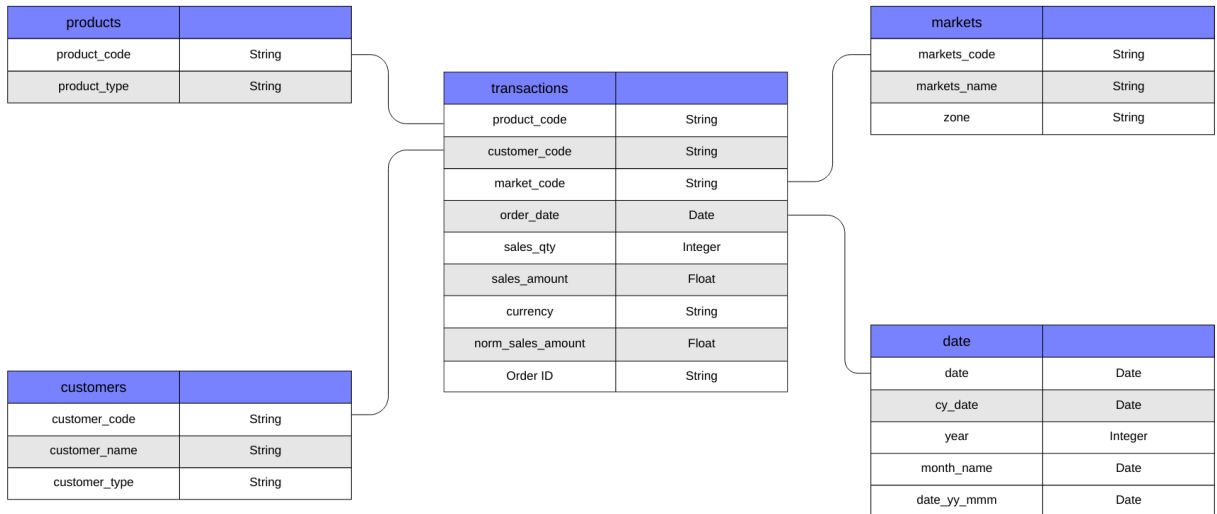 products
product_code String
product_type String
transactions
product_code String
customer_code String
market_code String
order_date Date
sales_qty Integer
sales_amount Float
currency String
norm_sales_amount Float
Order ID String
markets
markets_code String
markets_name String
zone String
customers
customer_code String
customer_name String
customer_type String
date
date Date
cy_date Date
year Integer
month_name Date
date_yy_mmm Date